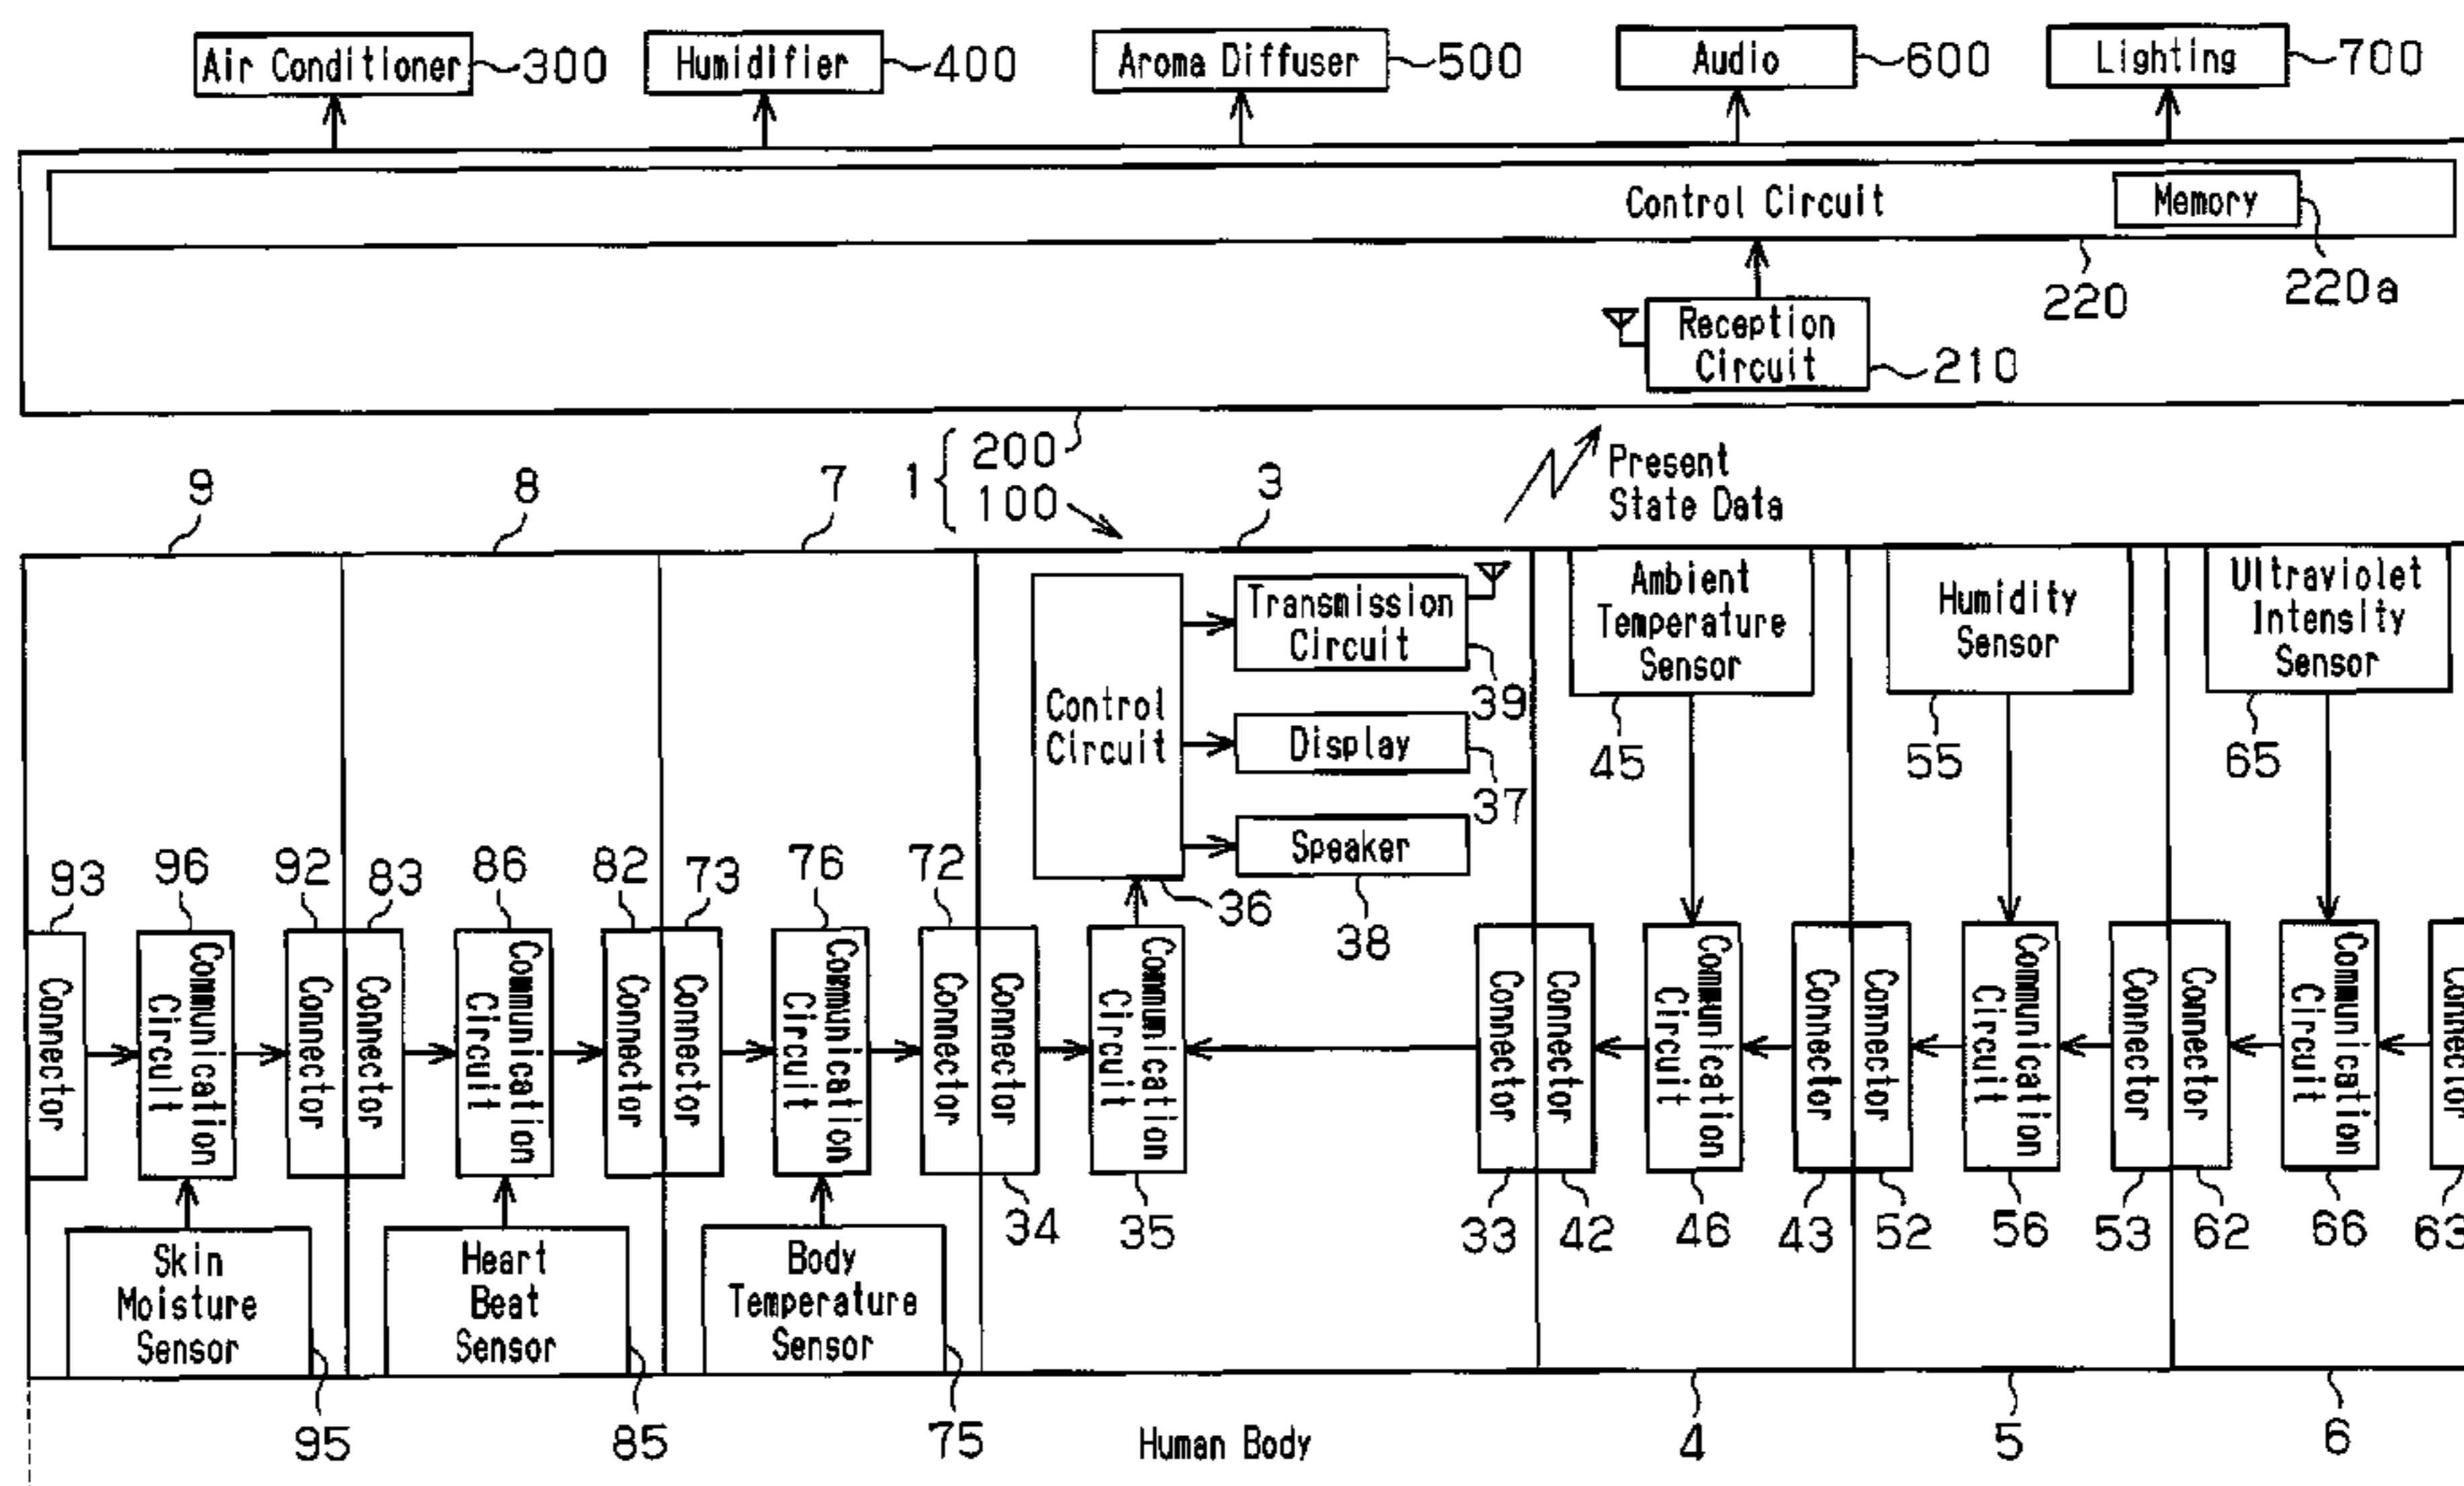 Air Conditioner 300
Humidifier 400
Aroma Diffuser 500
Audio 600
Lighting 700
Control Circuit
Memory
220
220a
Reception
Circuit
210
1 { 200
100
Present
State Data
9
8
7
3
Control
Circuit
Transmission
Circuit
39
Display
37
Speaker
38
36
Ambient
Temperature
Sensor
45
Humidity
Sensor
55
Ultraviolet
Intensity
Sensor
65
93
96
92
83
86
82
73
76
72
Connector
Communication
Circuit
Connector
Connector
Communication
Circuit
Connector
Connector
Communication
Circuit
Connector
Connector
Communication
Circuit
Connector
Connector
Communication
Circuit
Connector
Connector
Communication
Circuit
Connector
Connector
Communication
Circuit
Connector
34
35
33
42
46
43
52
56
53
62
66
63
Skin
Moisture
Sensor
95
Heart
Beat
Sensor
85
Body
Temperature
Sensor
75
Human Body
4
5
6